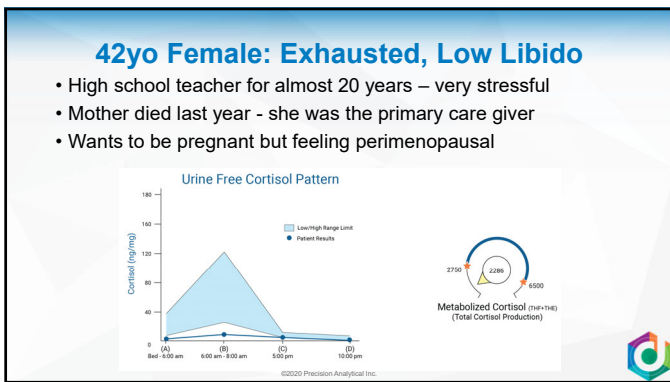 42yo Female: Exhausted, Low Libido
• High school teacher for almost 20 years – very stressful
• Mother died last year - she was the primary care giver
• Wants to be pregnant but feeling perimenopausal
Urine Free Cortisol Pattern
Cortisol (ng/mg)
180
160
120
80
40
0
Low/High Range Limit
Patient Results
(A)
Bed - 6:00 am
(B)
6:00 am - 8:00 am
(C)
5:00 pm
(D)
10:00 pm
2700
2286
6500
Metabolized Cortisol (THF+THE)
(Total Cortisol Production)
©2020 Precision Analytical Inc.